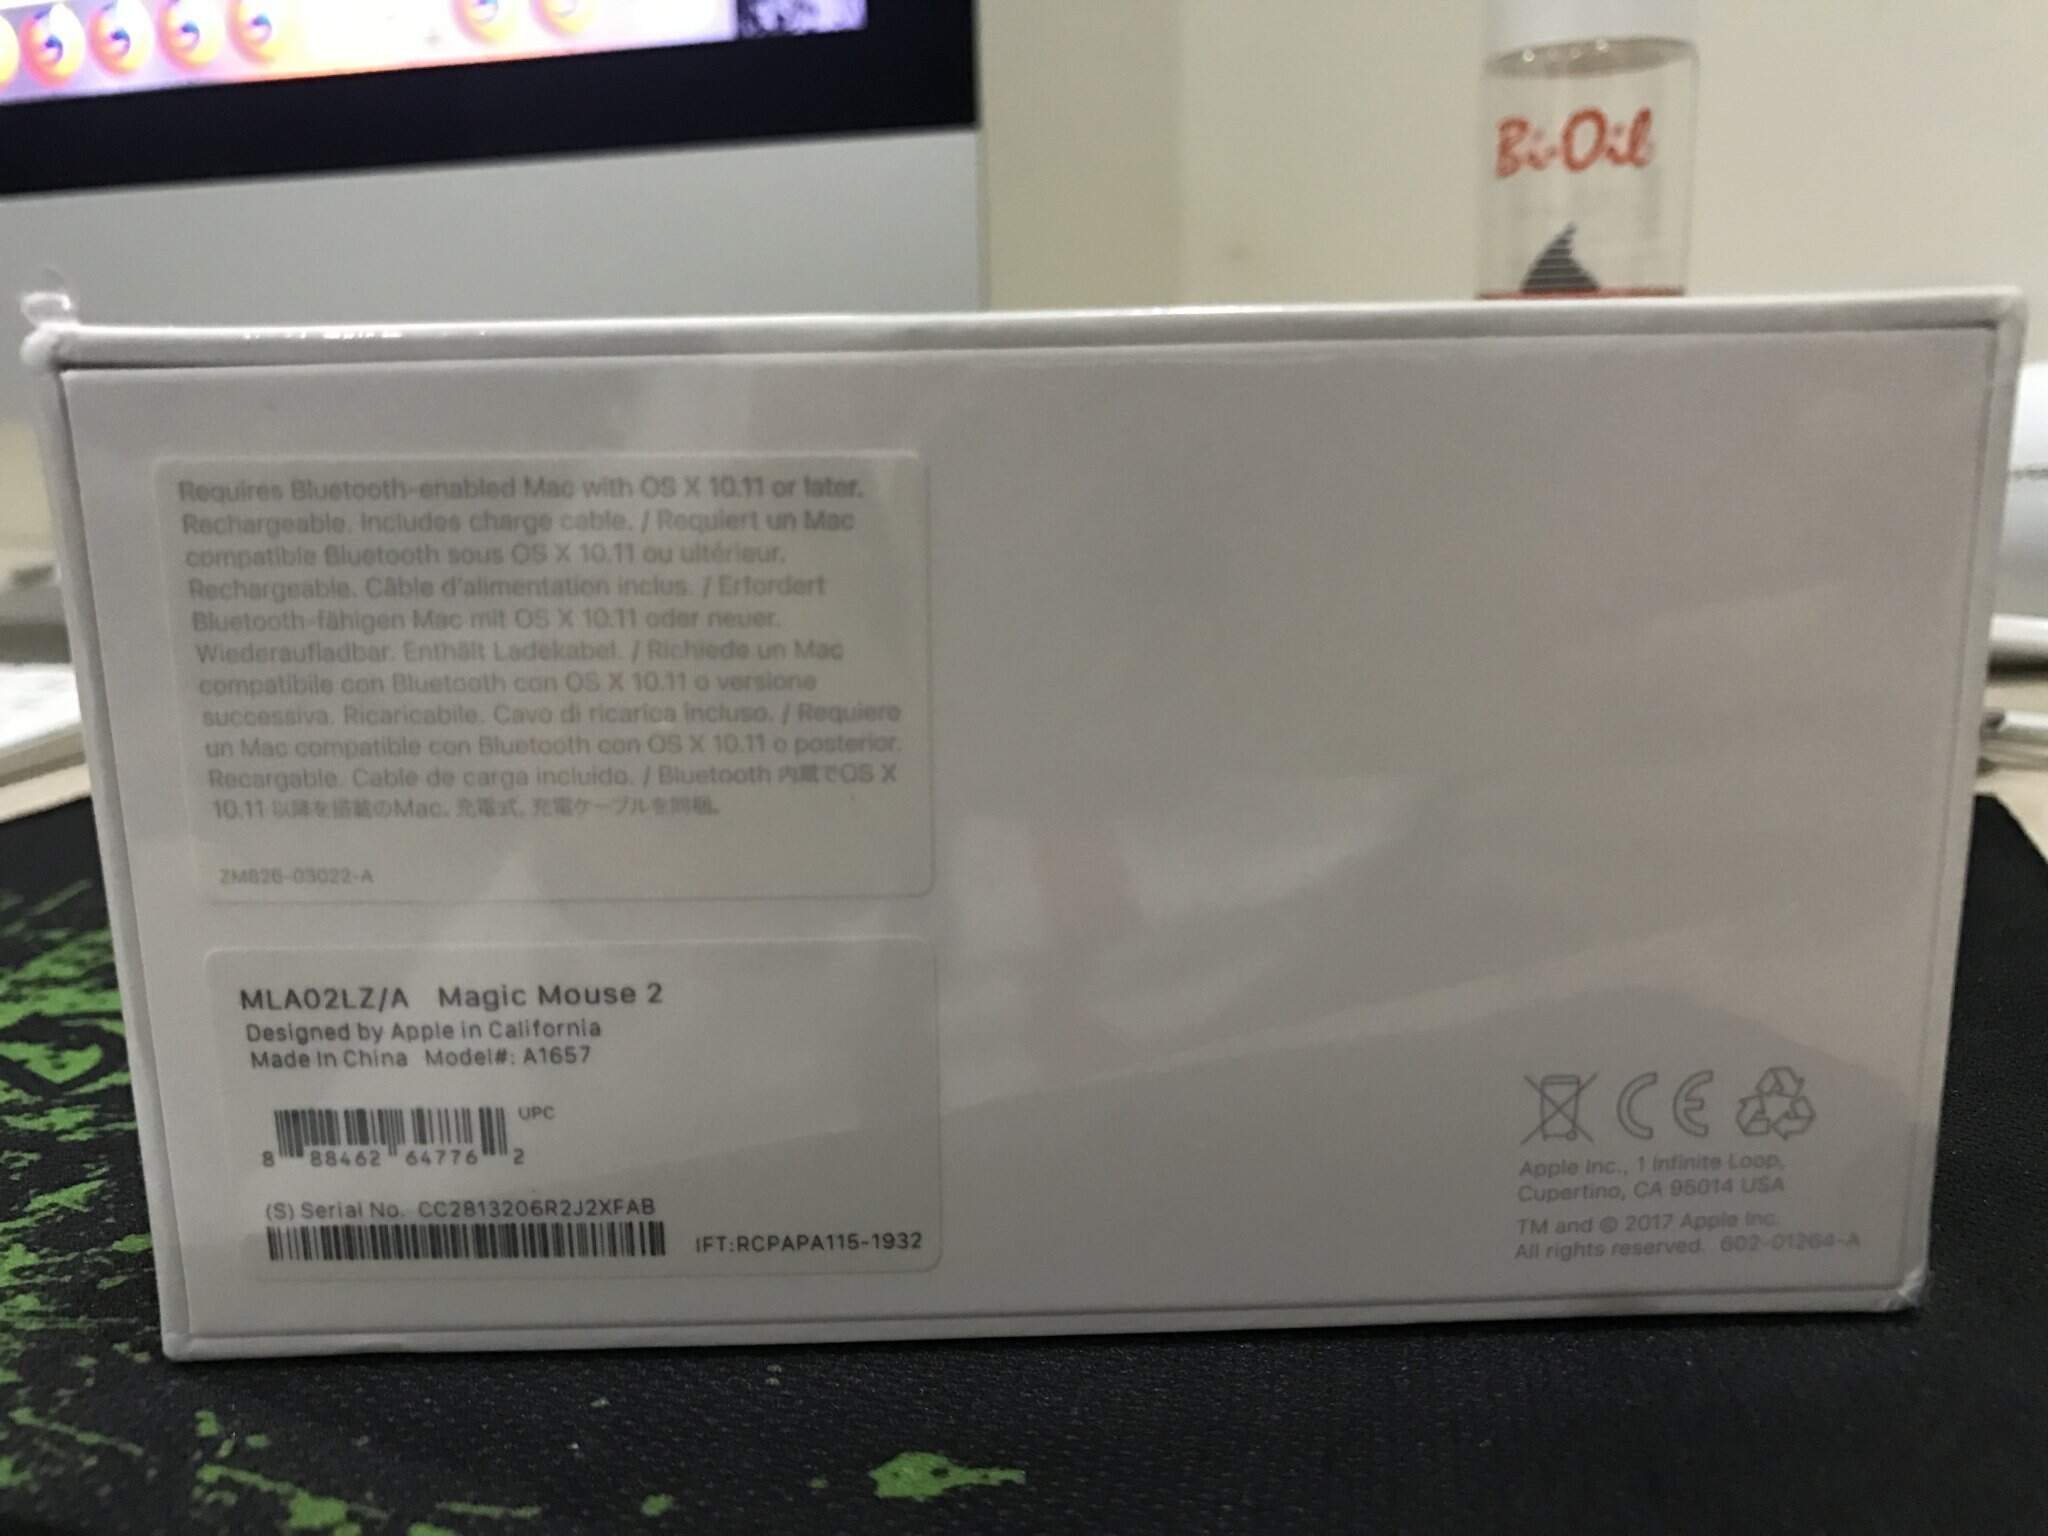 Bi-Oil
Requires Bluetooth-enabled Mac with OS X 10.11 or later.
Rechargeable. Includes charge cable. / Requiert un Mac
compatible Bluetooth sous OS X 10.11 ou ultérieur.
Rechargeable. Câble d'alimentation inclus. / Erfordert
Bluetooth-fähigen Mac mit OS X 10.11 oder neuer.
Wiederaufladbar. Enthält Ladekabel. / Richiede un Mac
compatibile con Bluetooth con OS X 10.11 o versione
successiva. Ricaricabile. Cavo di ricarica incluso. / Requiere
un Mac compatible con Bluetooth con OS X 10.11 o posterior.
Recargable. Cable de carga incluido. / Bluetooth 内蔵でOS X
10.11 以降を搭載のMac. 充電式. 充電ケーブルを同梱.
ZM826-03022-A
MLA02LZ/A Magic Mouse 2
Designed by Apple in California
Made in China Model#: A1657
UPC
8 88462 64776 2
(S) Serial No. CC2813206R2J2XFAB
IFT:RCPAPA115-1932
CE
Apple Inc., 1 Infinite Loop,
Cupertino, CA 95014 USA
TM and © 2017 Apple Inc.
All rights reserved. 602-01264-A